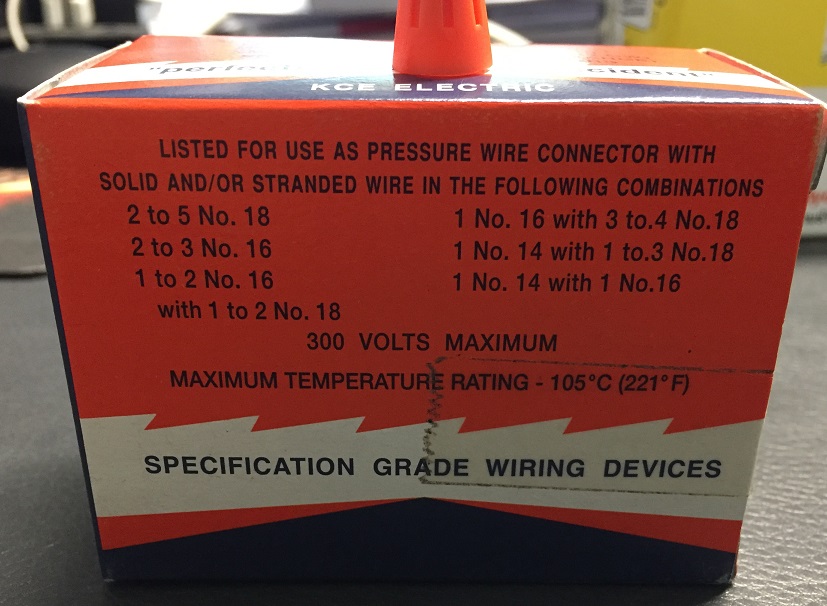 "perfect
cident"
KCE ELECTRIC
LISTED FOR USE AS PRESSURE WIRE CONNECTOR WITH
SOLID AND/OR STRANDED WIRE IN THE FOLLOWING COMBINATIONS
2 to 5 No. 18
2 to 3 No. 16
1 to 2 No. 16
with 1 to 2 No. 18
1 No. 16 with 3 to.4 No.18
1 No. 14 with 1 to.3 No.18
1 No. 14 with 1 No.16
300 VOLTS MAXIMUM
MAXIMUM TEMPERATURE RATING - 105°C (221°F)
SPECIFICATION GRADE WIRING DEVICES